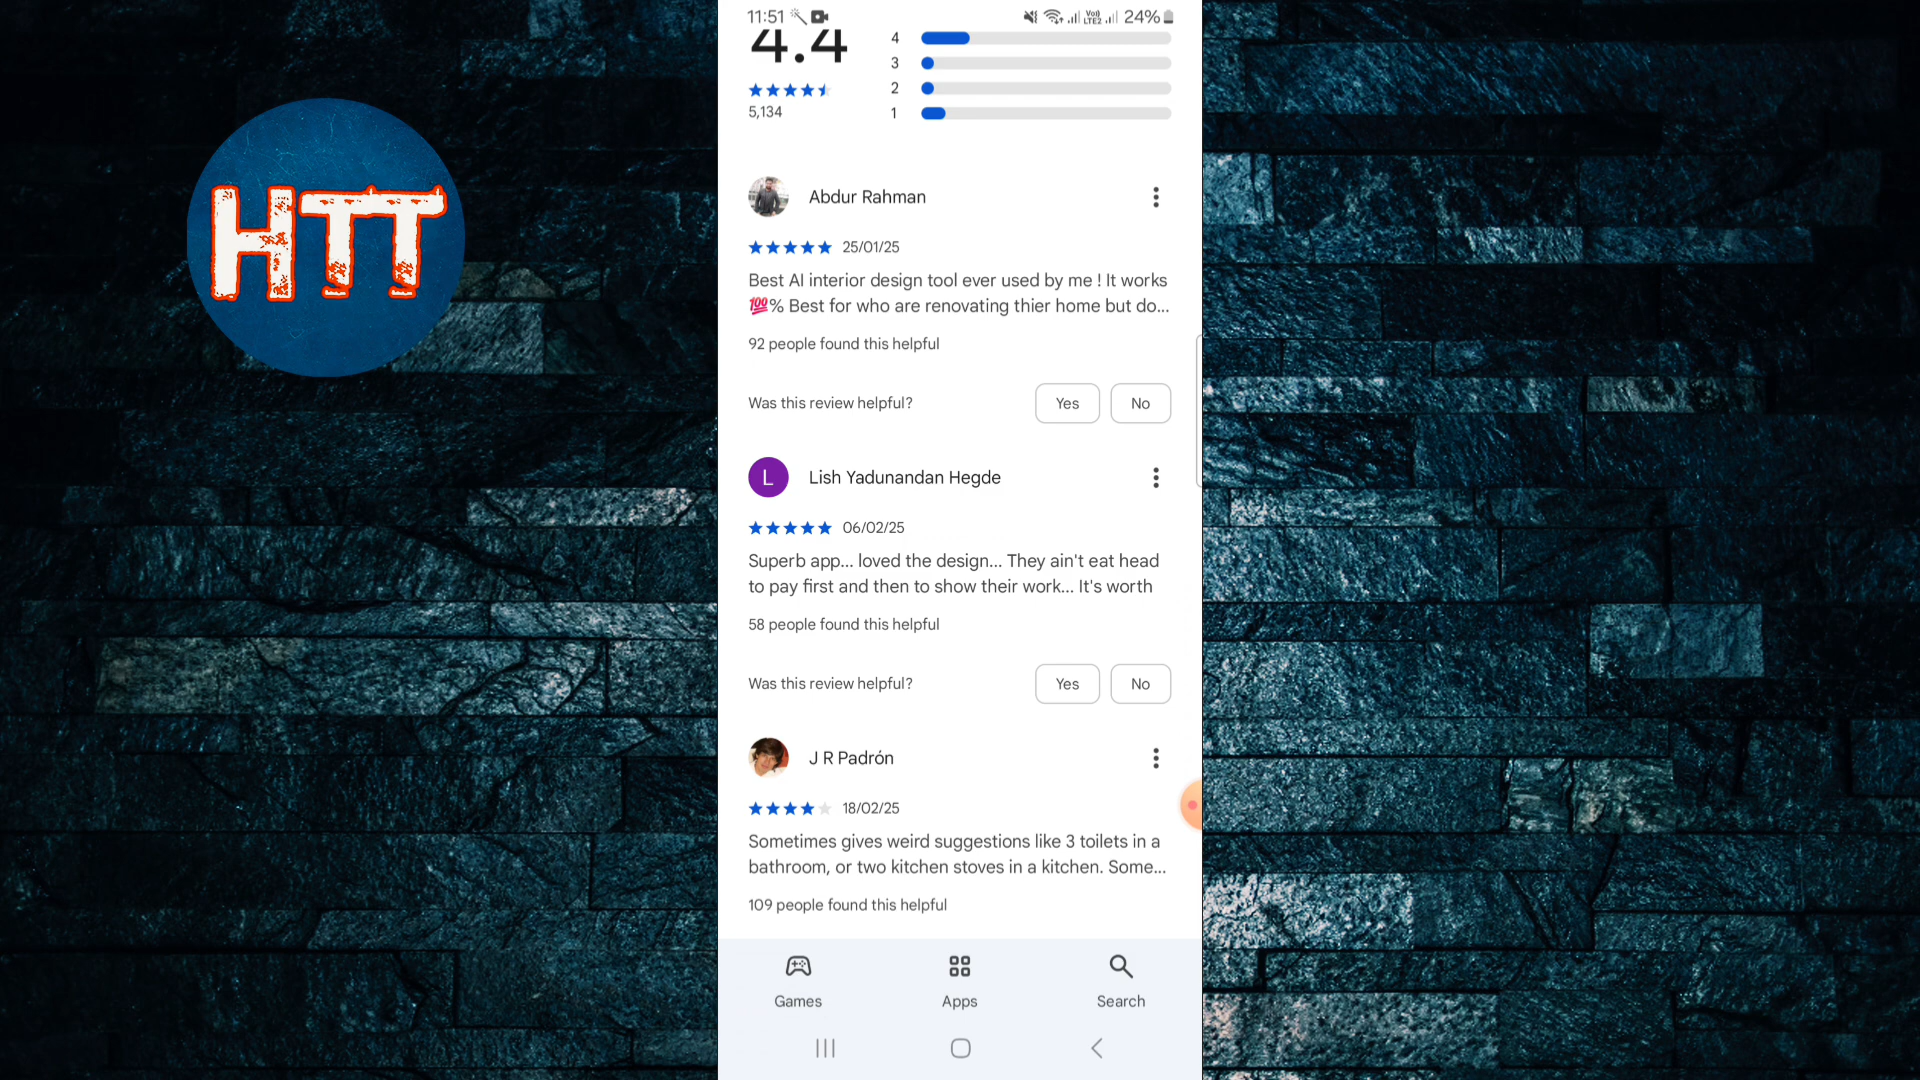 11:51 Vo) LTE2 24%
HTT
4.4
5,134
4
3
2
1
Abdur Rahman
25/01/25
Best AI interior design tool ever used by me ! It works
💯% Best for who are renovating thier home but do...
92 people found this helpful
Was this review helpful? Yes No
L Lish Yadunandan Hegde
06/02/25
Superb app... loved the design... They ain't eat head
to pay first and then to show their work... It's worth
58 people found this helpful
Was this review helpful? Yes No
J R Padrón
18/02/25
Sometimes gives weird suggestions like 3 toilets in a
bathroom, or two kitchen stoves in a kitchen. Some...
109 people found this helpful
Games Apps Search